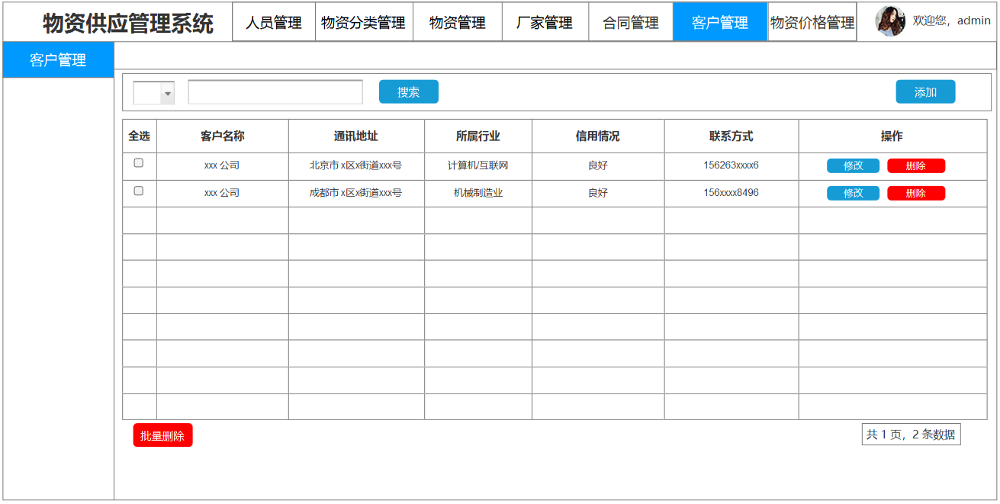 物资供应管理系统 人员管理 物资分类管理 物资管理 厂家管理 合同管理 客户管理 物资价格管理 欢迎您，admin
客户管理
搜索 添加
全选 客户名称 通讯地址 所属行业 信用情况 联系方式 操作
xxx 公司 北京市 x区x街道xxx号 计算机/互联网 良好 156263xxxx6 修改 删除
xxx 公司 成都市 x区x街道xxx号 机械制造业 良好 156xxxx8496 修改 删除
批量删除 共 1 页，2 条数据